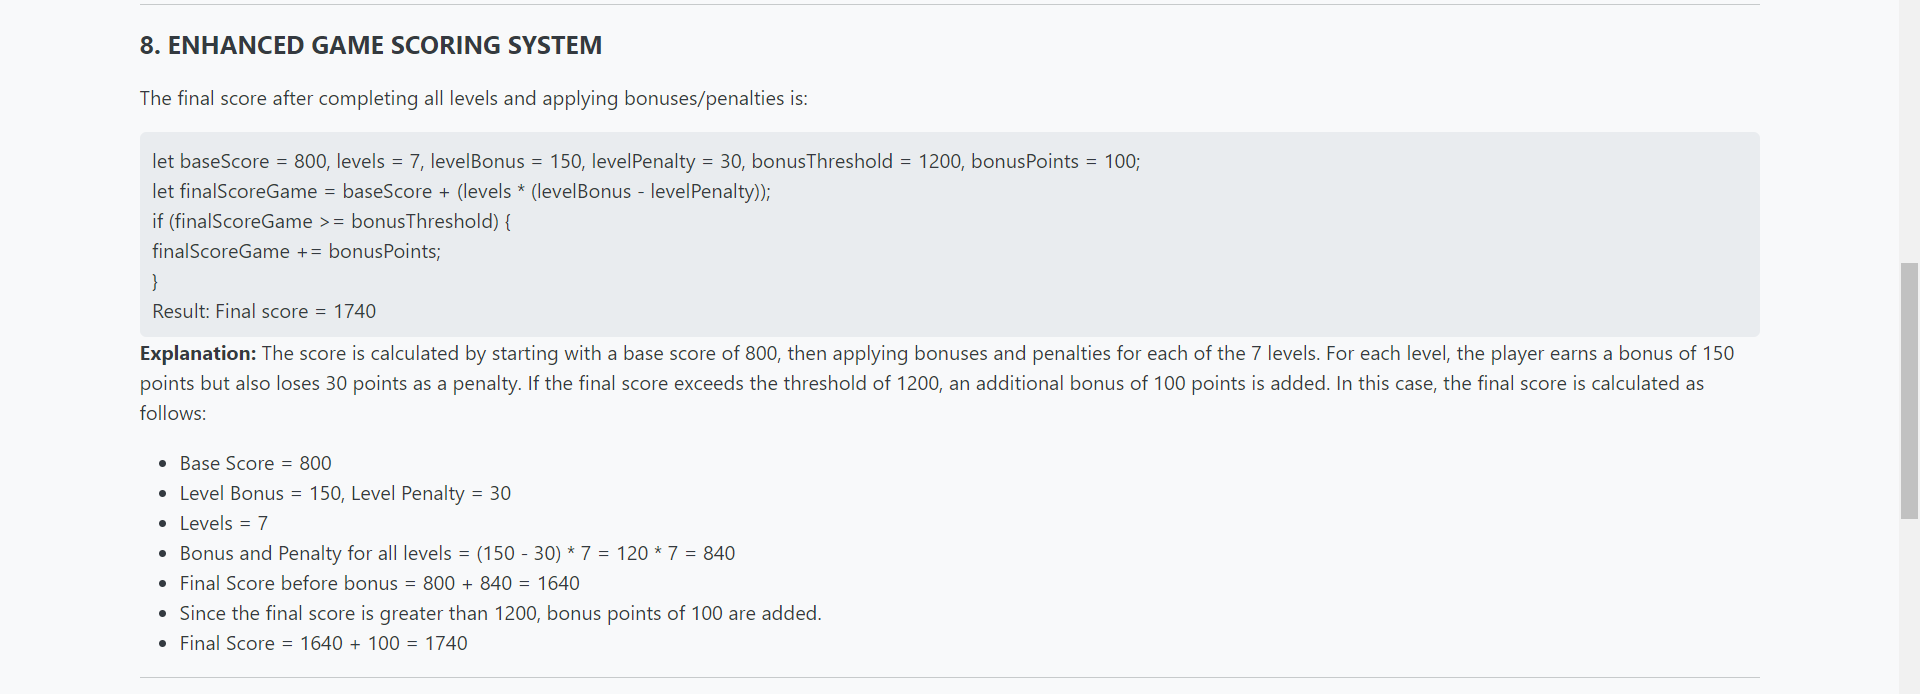 8. ENHANCED GAME SCORING SYSTEM
The final score after completing all levels and applying bonuses/penalties is:
let baseScore = 800, levels = 7, levelBonus = 150, levelPenalty = 30, bonusThreshold = 1200, bonusPoints = 100;
let finalScoreGame = baseScore + (levels * (levelBonus - levelPenalty));
if (finalScoreGame >= bonusThreshold) {
finalScoreGame += bonusPoints;
}
Result: Final score = 1740
Explanation: The score is calculated by starting with a base score of 800, then applying bonuses and penalties for each of the 7 levels. For each level, the player earns a bonus of 150
points but also loses 30 points as a penalty. If the final score exceeds the threshold of 1200, an additional bonus of 100 points is added. In this case, the final score is calculated as
follows:
• Base Score = 800
• Level Bonus = 150, Level Penalty = 30
• Levels = 7
• Bonus and Penalty for all levels = (150 - 30) * 7 = 120 * 7 = 840
• Final Score before bonus = 800 + 840 = 1640
• Since the final score is greater than 1200, bonus points of 100 are added.
• Final Score = 1640 + 100 = 1740